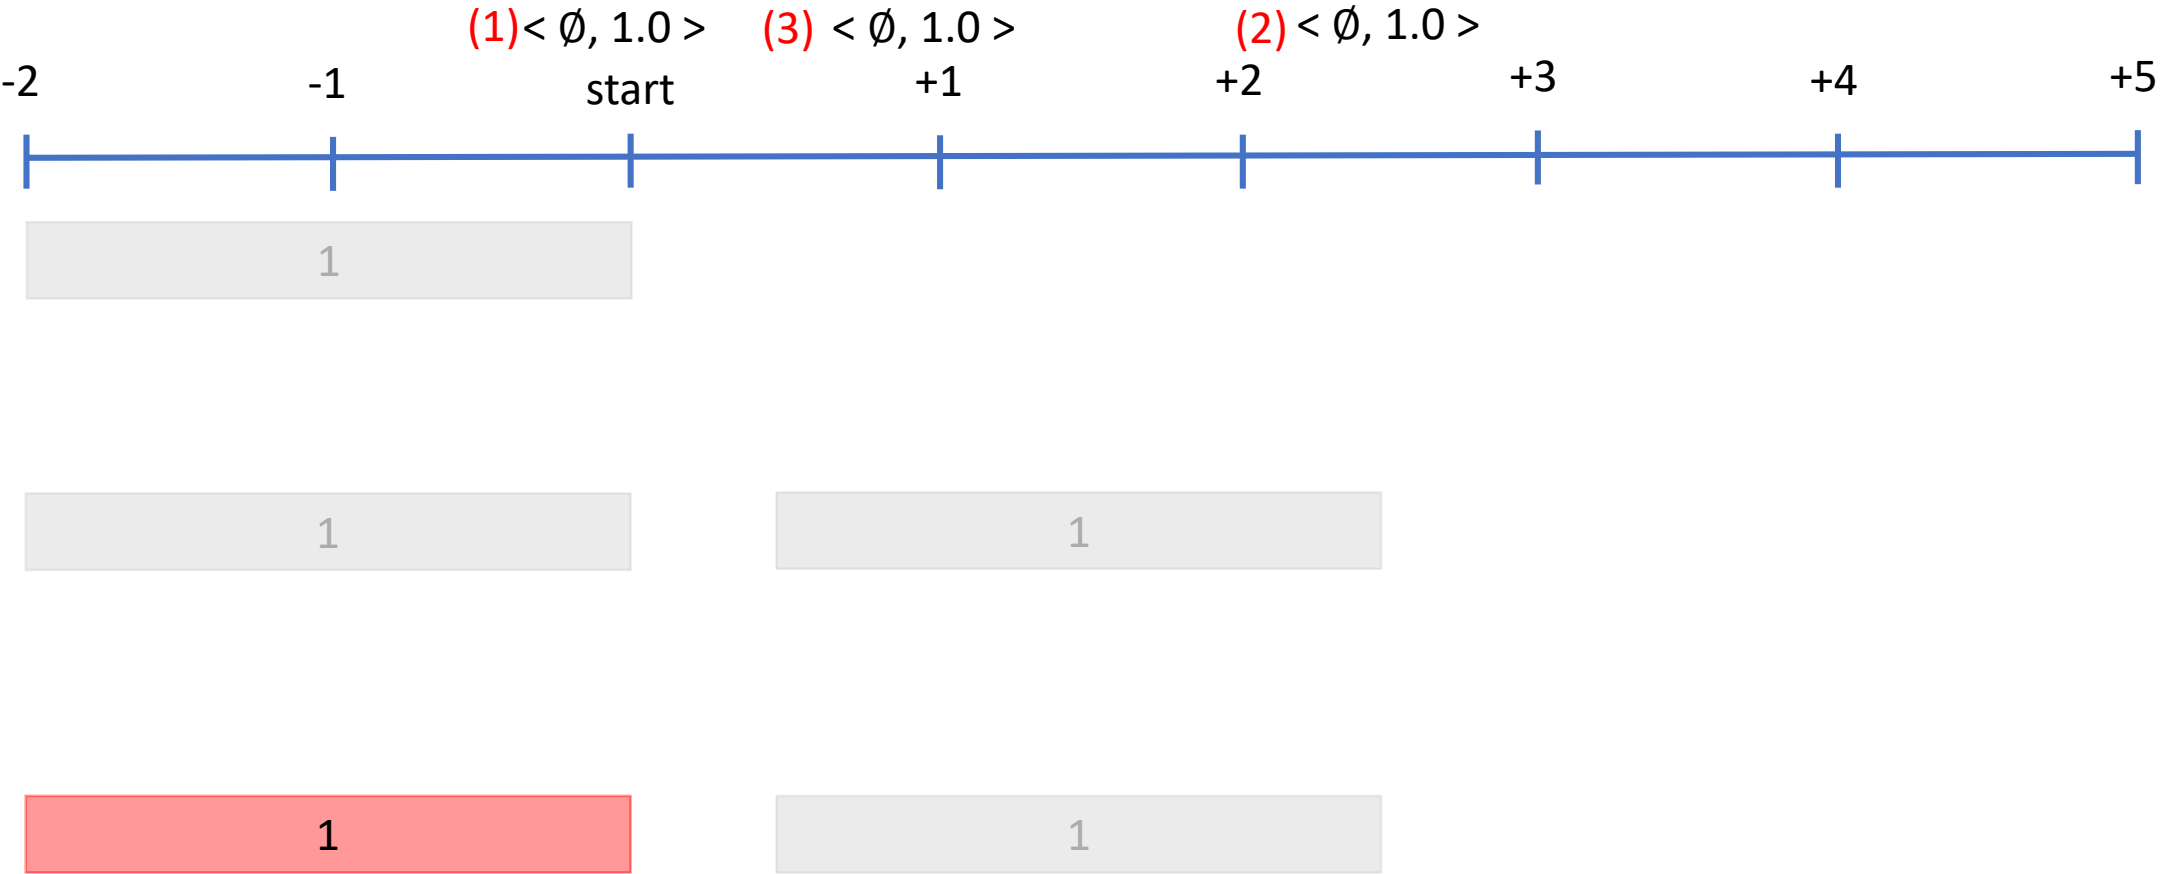 (1)< ∅, 1.0 > (3) < ∅, 1.0 > (2) < ∅, 1.0 >
-2 -1 start +1 +2 +3 +4 +5
1
1 1
1 1